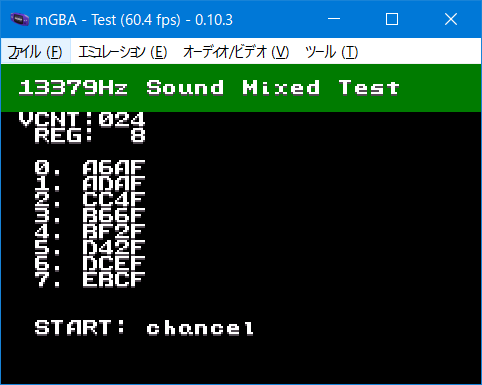 mGBA - Test (60.4 fps) - 0.10.3
ファイル (F) エミュレーション (E) オーディオ/ビデオ (V) ツール (T)
13379Hz Sound Mixed Test
VCNT:024
REG: 8
0. A6AF
1. ADAF
2. CC4F
3. B66F
4. BF2F
5. D42F
6. DCEF
7. EBCF
START: chancel